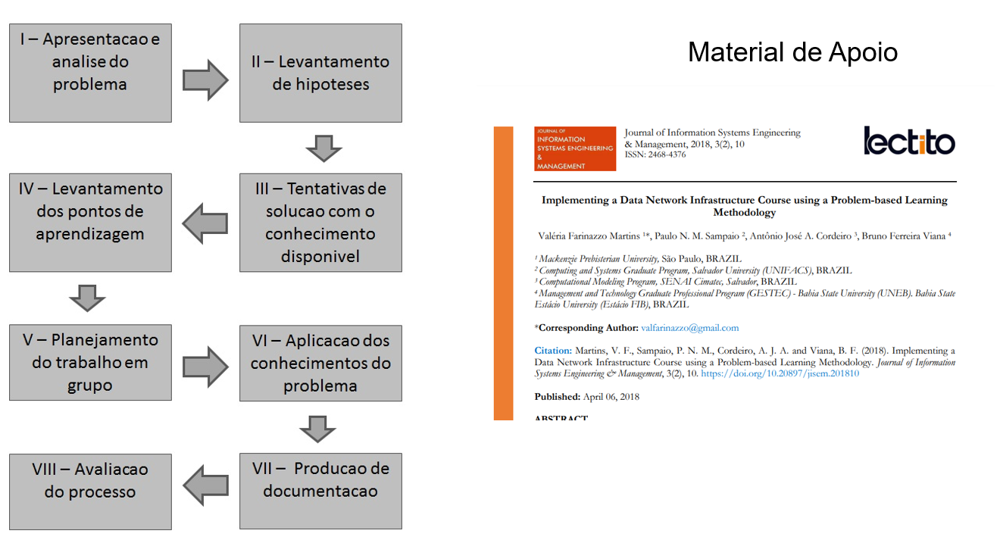 I – Apresentacao e
analise do
problema
II – Levantamento
de hipoteses
III – Tentativas de
solucao com o
conhecimento
disponivel
IV – Levantamento
dos pontos de
aprendizagem
V – Planejamento
do trabalho em
grupo
VI – Aplicacao dos
conhecimentos do
problema
VII – Producao de
documentacao
VIII – Avaliacao
do processo
Material de Apoio
JOURNAL OF
INFORMATION
SYSTEMS ENGINEERING
&
MANAGEMENT
Journal of Information Systems Engineering
& Management, 2018, 3(2), 10
ISSN: 2468-4376
lectito
Implementing a Data Network Infrastructure Course using a Problem-based Learning
Methodology
Valéria Farinazzo Martins ¹*, Paulo N. M. Sampaio ², Antônio José A. Cordeiro ³, Bruno Ferreira Viana ⁴
¹ Mackenzie Prebisterian University, São Paulo, BRAZIL
² Computing and Systems Graduate Program, Salvador University (UNIFACS), BRAZIL
³ Computational Modeling Program, SENAI Cimatec, Salvador, BRAZIL
⁴ Management and Technology Graduate Professional Program (GESTEC) - Bahia State University (UNEB). Bahia State
Estácio University (Estácio FIB), BRAZIL
*Corresponding Author: valfarinazzo@gmail.com
Citation: Martins, V. F., Sampaio, P. N. M., Cordeiro, A. J. A. and Viana, B. F. (2018). Implementing a
Data Network Infrastructure Course using a Problem-based Learning Methodology. Journal of Information
Systems Engineering & Management, 3(2), 10. https://doi.org/10.20897/jisem.201810
Published: April 06, 2018
ABSTRACT